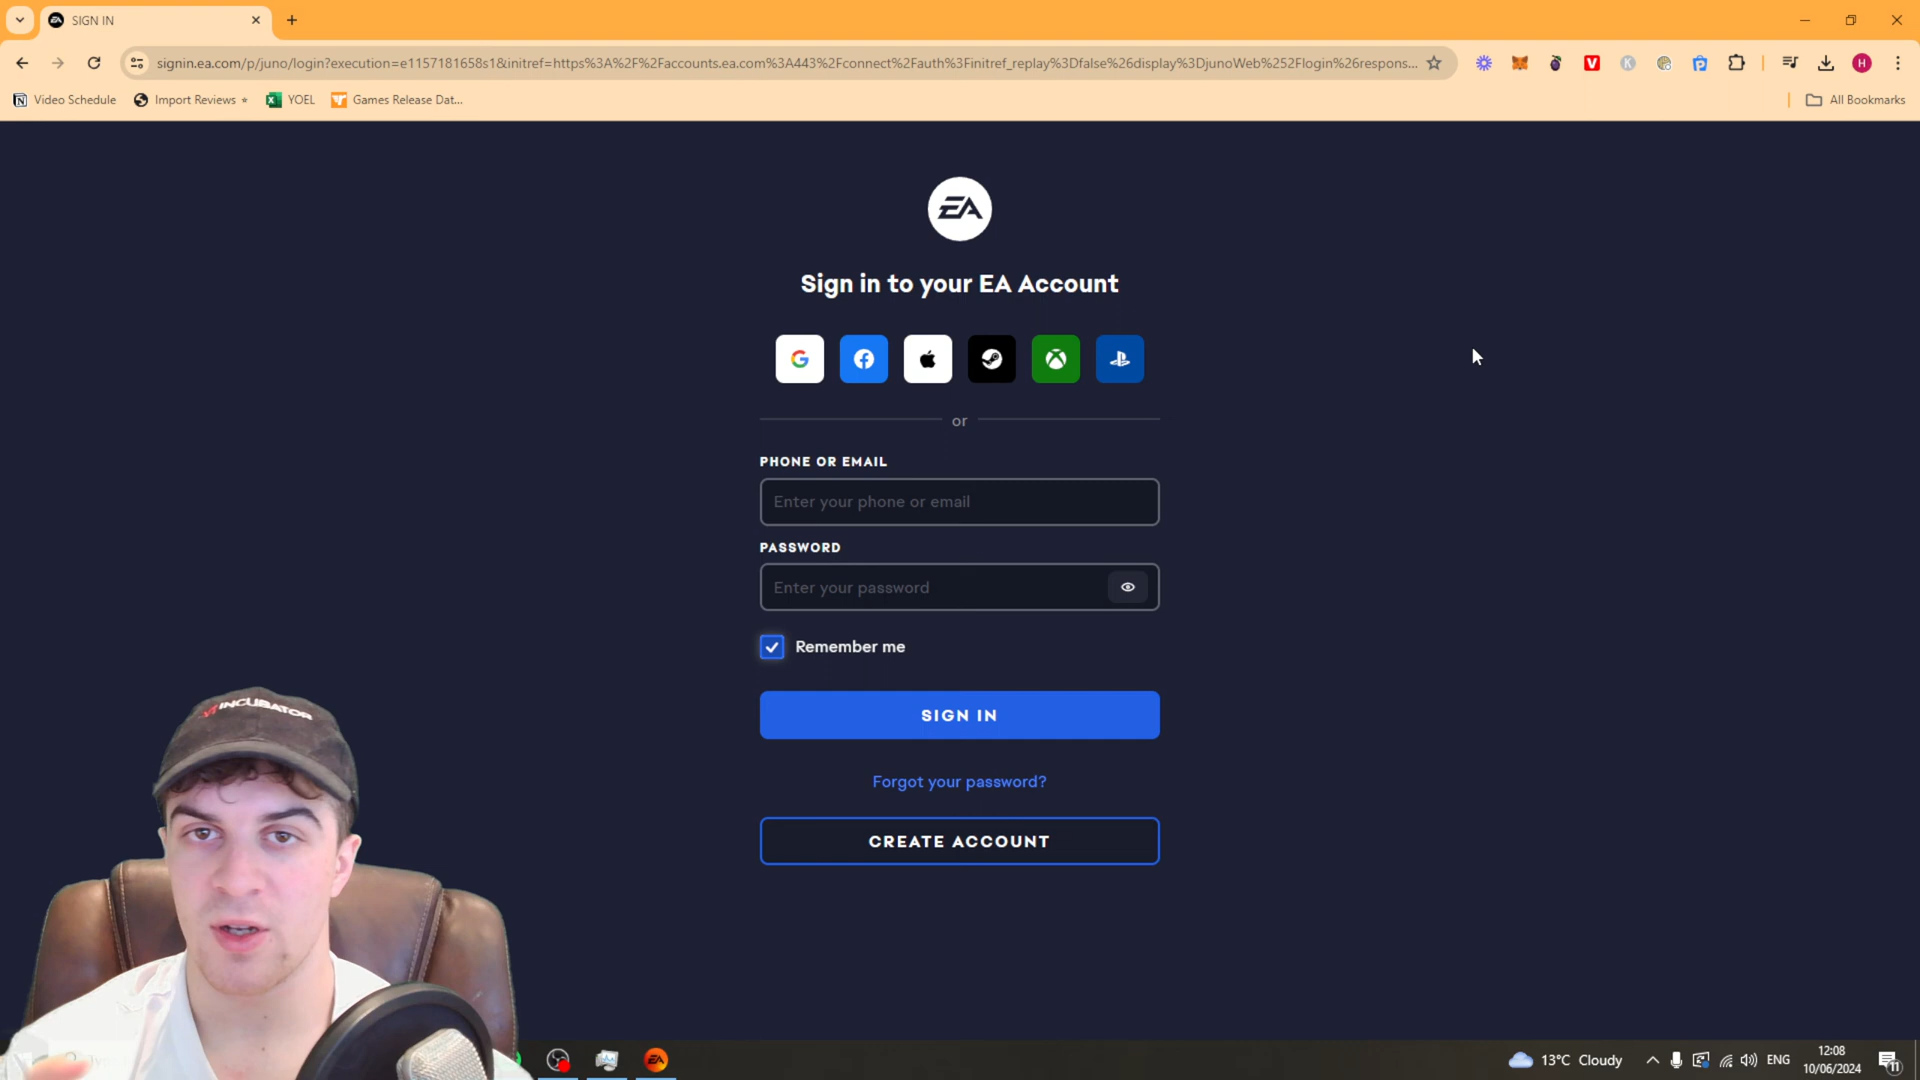 SIGN IN
signin.ea.com/p/juno/login?execution=e1157181658s1&initref=https%3A%2F%2Faccounts.ea.com%3A443%2Fconnect%2Fauth%3Finitref_replay%3Dfalse%26display%3DjunoWeb%252Flogin%26respons...
H
Video Schedule
Import Reviews
YOEL
Games Release Dat...
All Bookmarks
EA
Sign in to your EA Account
or
PHONE OR EMAIL
Enter your phone or email
PASSWORD
Enter your password
Remember me
SIGN IN
Forgot your password?
CREATE ACCOUNT
YTINCUBATOR
13°C Cloudy
ENG
12:08
10/06/2024
11